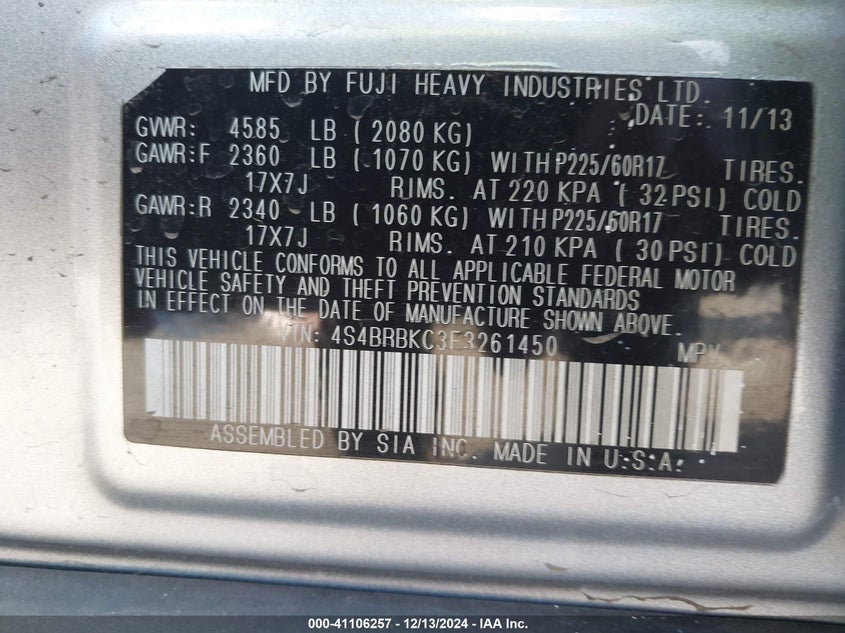 MFD BY FUJI HEAVY INDUSTRIES LTD.
DATE: 11/13
GVWR: 4585 LB ( 2080 KG)
GAWR:F 2360 LB ( 1070 KG) WITH P225/60R17 TIRES.
17X7J RIMS. AT 220 KPA ( 32 PSI) COLD
GAWR:R 2340 LB ( 1060 KG) WITH P225/60R17 TIRES.
17X7J RIMS. AT 210 KPA ( 30 PSI) COLD
THIS VEHICLE CONFORMS TO ALL APPLICABLE FEDERAL MOTOR
VEHICLE SAFETY AND THEFT PREVENTION STANDARDS
IN EFFECT ON THE DATE OF MANUFACTURE SHOWN ABOVE.
VIN: 4S4BRBKC3E3261450 MPV
ASSEMBLED BY SIA INC. MADE IN U.S.A.
000-41106257 - 12/13/2024 - IAA Inc.